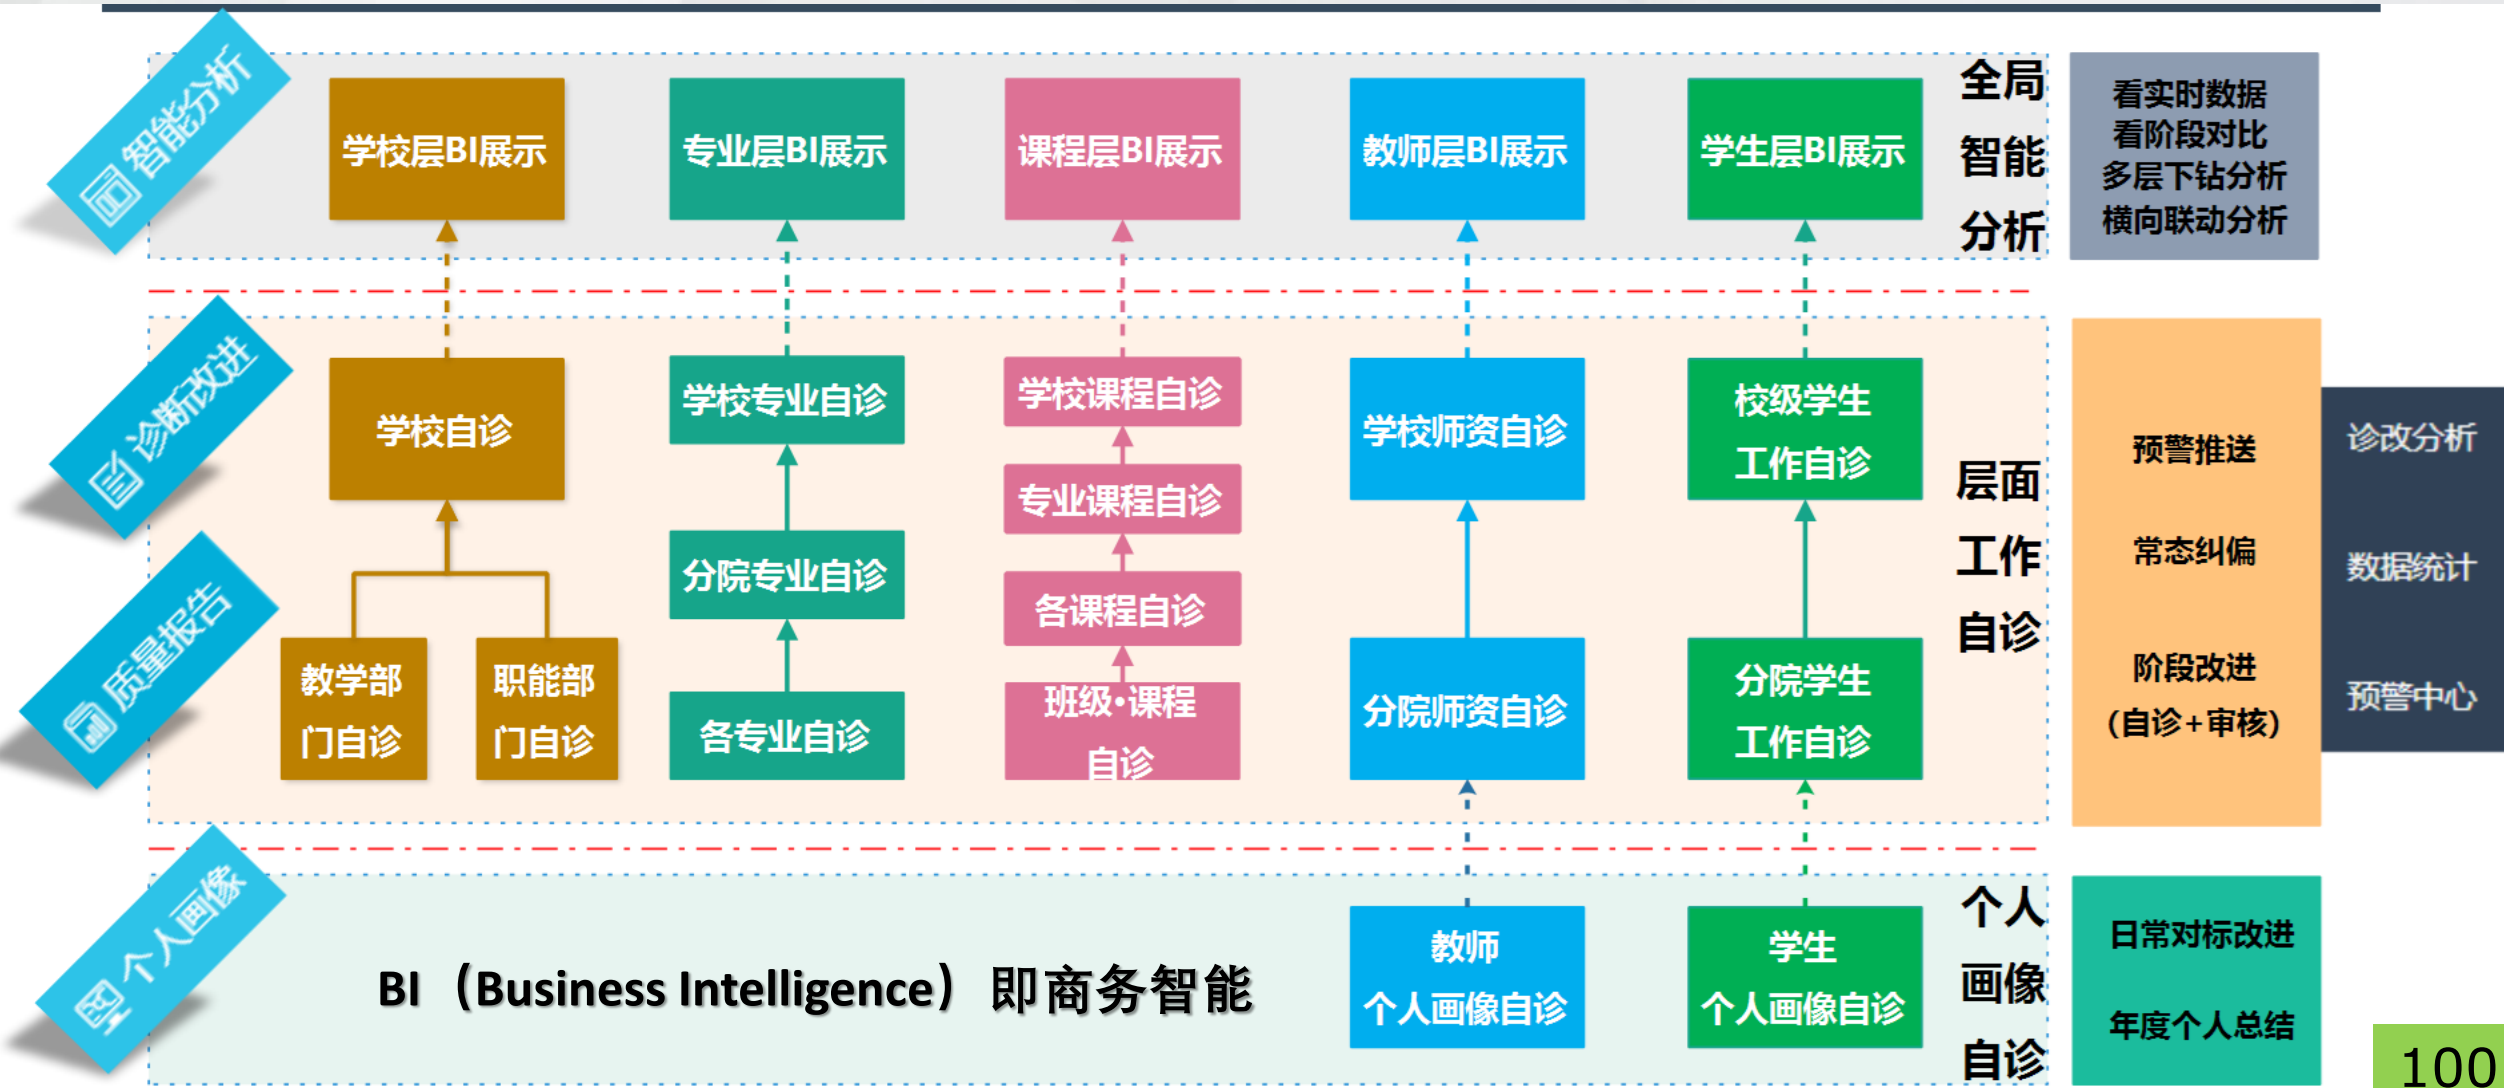 智能分析
学校层BI展示
专业层BI展示
课程层BI展示
教师层BI展示
学生层BI展示
全局
智能
分析
看实时数据
看阶段对比
多层下钻分析
横向联动分析
诊断改进
质量报告
学校自诊
教学部
门自诊
职能部
门自诊
学校专业自诊
分院专业自诊
各专业自诊
学校课程自诊
专业课程自诊
各课程自诊
班级·课程
自诊
学校师资自诊
分院师资自诊
校级学生
工作自诊
分院学生
工作自诊
层面
工作
自诊
预警推送
常态纠偏
阶段改进
（自诊+审核）
诊改分析
数据统计
预警中心
个人画像
BI（Business Intelligence）即商务智能
教师
个人画像自诊
学生
个人画像自诊
个人
画像
自诊
日常对标改进
年度个人总结
100